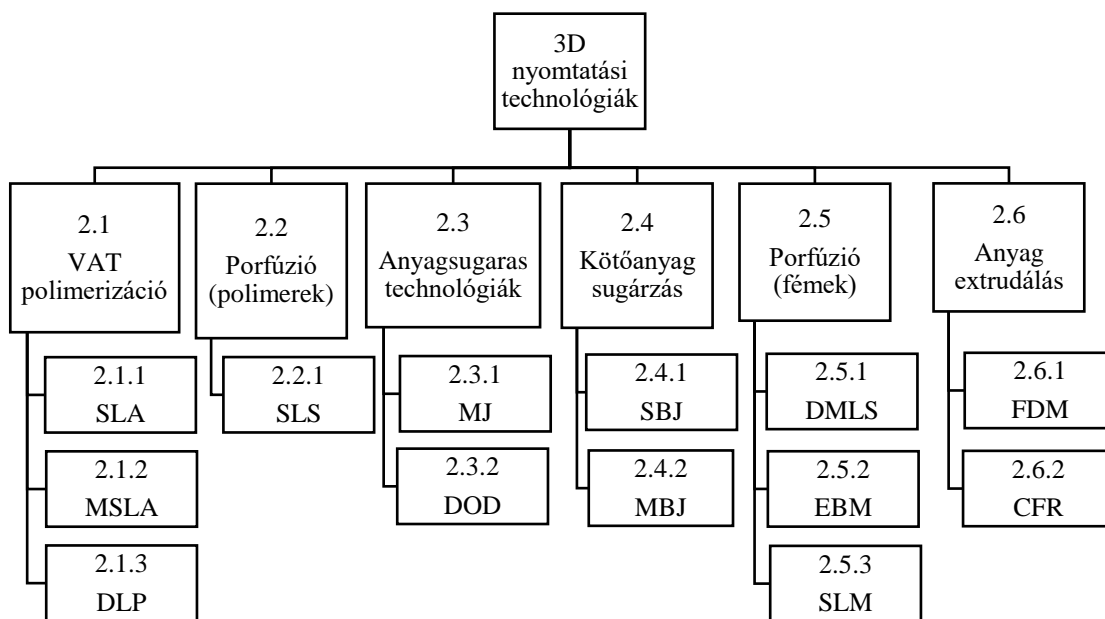 3D
nyomtatási
technológiák
2.1
VAT
polimerizáció
2.2
Porfúzió
(polimerek)
2.3
Anyagsugaras
technológiák
2.4
Kötőanyag
sugárzás
2.5
Porfúzió
(fémek)
2.6
Anyag
extrudálás
2.1.1
SLA
2.1.2
MSLA
2.1.3
DLP
2.2.1
SLS
2.3.1
MJ
2.3.2
DOD
2.4.1
SBJ
2.4.2
MBJ
2.5.1
DMLS
2.5.2
EBM
2.5.3
SLM
2.6.1
FDM
2.6.2
CFR